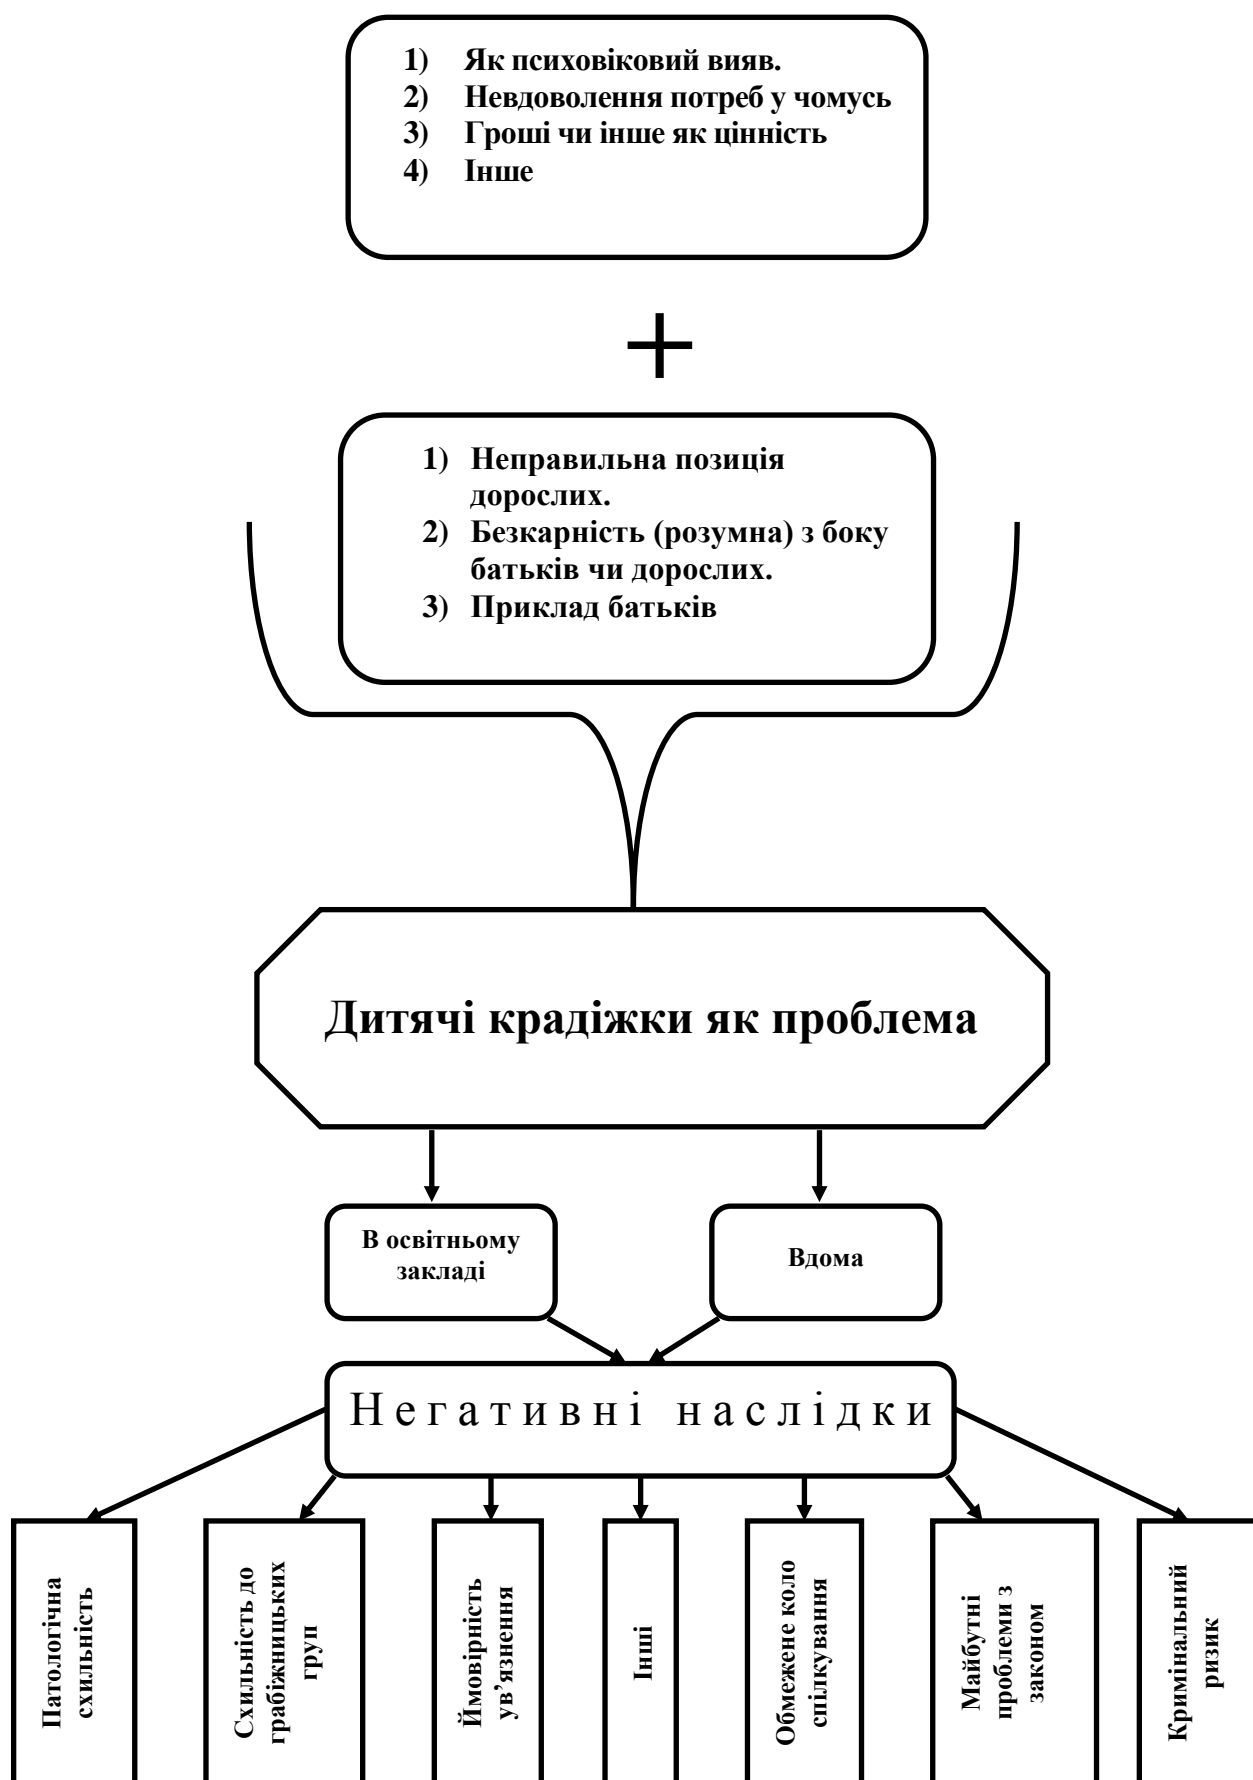 1) Як психовіковий вияв.
2) Невдоволення потреб у чомусь
3) Гроші чи інше як цінність
4) Інше
+
1) Неправильна позиція
дорослих.
2) Безкарність (розумна) з боку
батьків чи дорослих.
3) Приклад батьків
Дитячі крадіжки як проблема
В освітньому
закладі
Вдома
Негативні наслідки
Патологічна
схильність
Схильність до
грабіжницьких
груп
Ймовірність
ув’язнення
Інші
Обмежене коло
спілкування
Майбутні
проблеми з
законом
Кримінальний
ризик